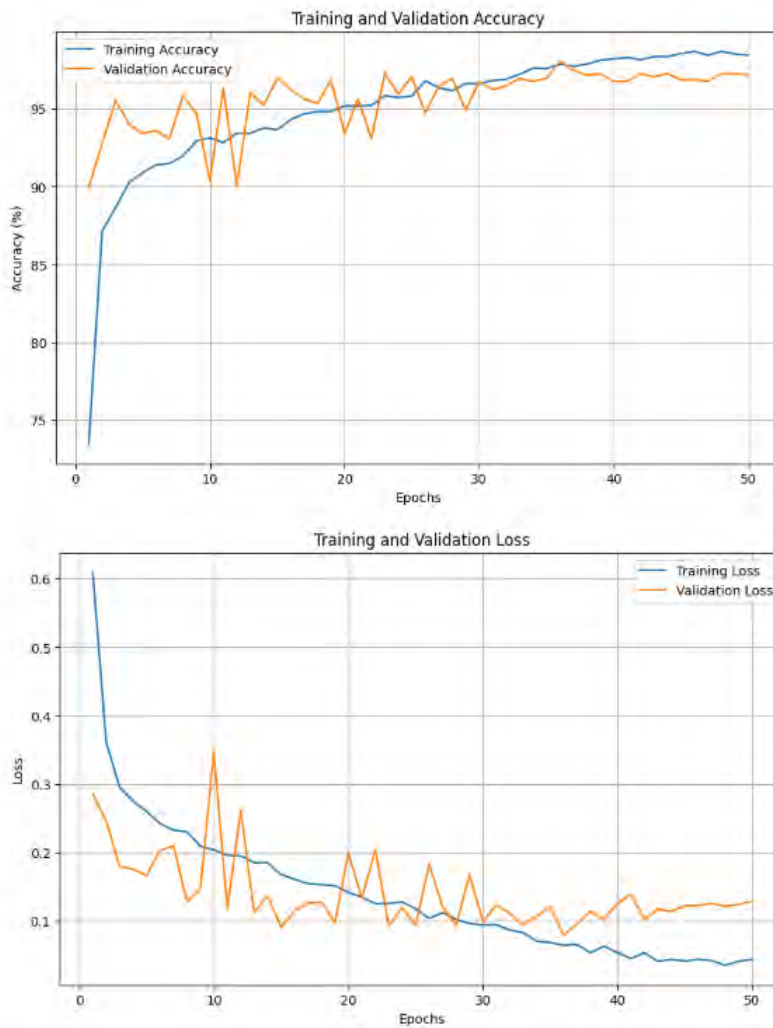 Training and Validation Accuracy
Training Accuracy
Validation Accuracy
95
90
85
80
75
Accuracy (%)
0 10 20 30 40 50
Epochs
Training and Validation Loss
Training Loss
Validation Loss
0.6
0.5
0.4
0.3
0.2
0.1
Loss
0 10 20 30 40 50
Epochs